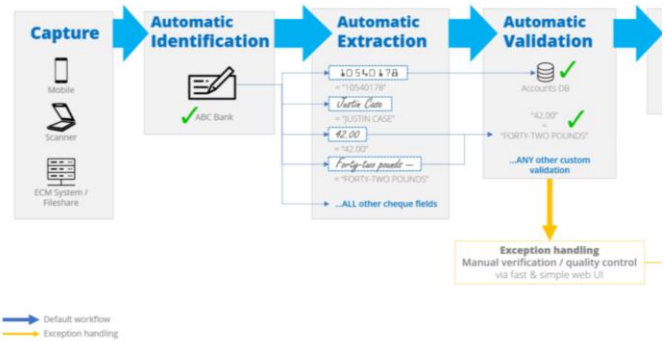 Capture
Mobile
Scanner
ECM System /
Fileshare
Automatic
Identification
ABC Bank
Automatic
Extraction
10540178
= "10540178"
Justin Case
= "JUSTIN CASE"
42.00
= "42.00"
Forty-two pounds —
= "FORTY-TWO POUNDS"
...ALL other cheque fields
Automatic
Validation
Accounts DB
"42.00"
=
"FORTY-TWO POUNDS"
...ANY other custom
validation
Exception handling
Manual verification / quality control
via fast & simple web UI
Default workflow
Exception handling